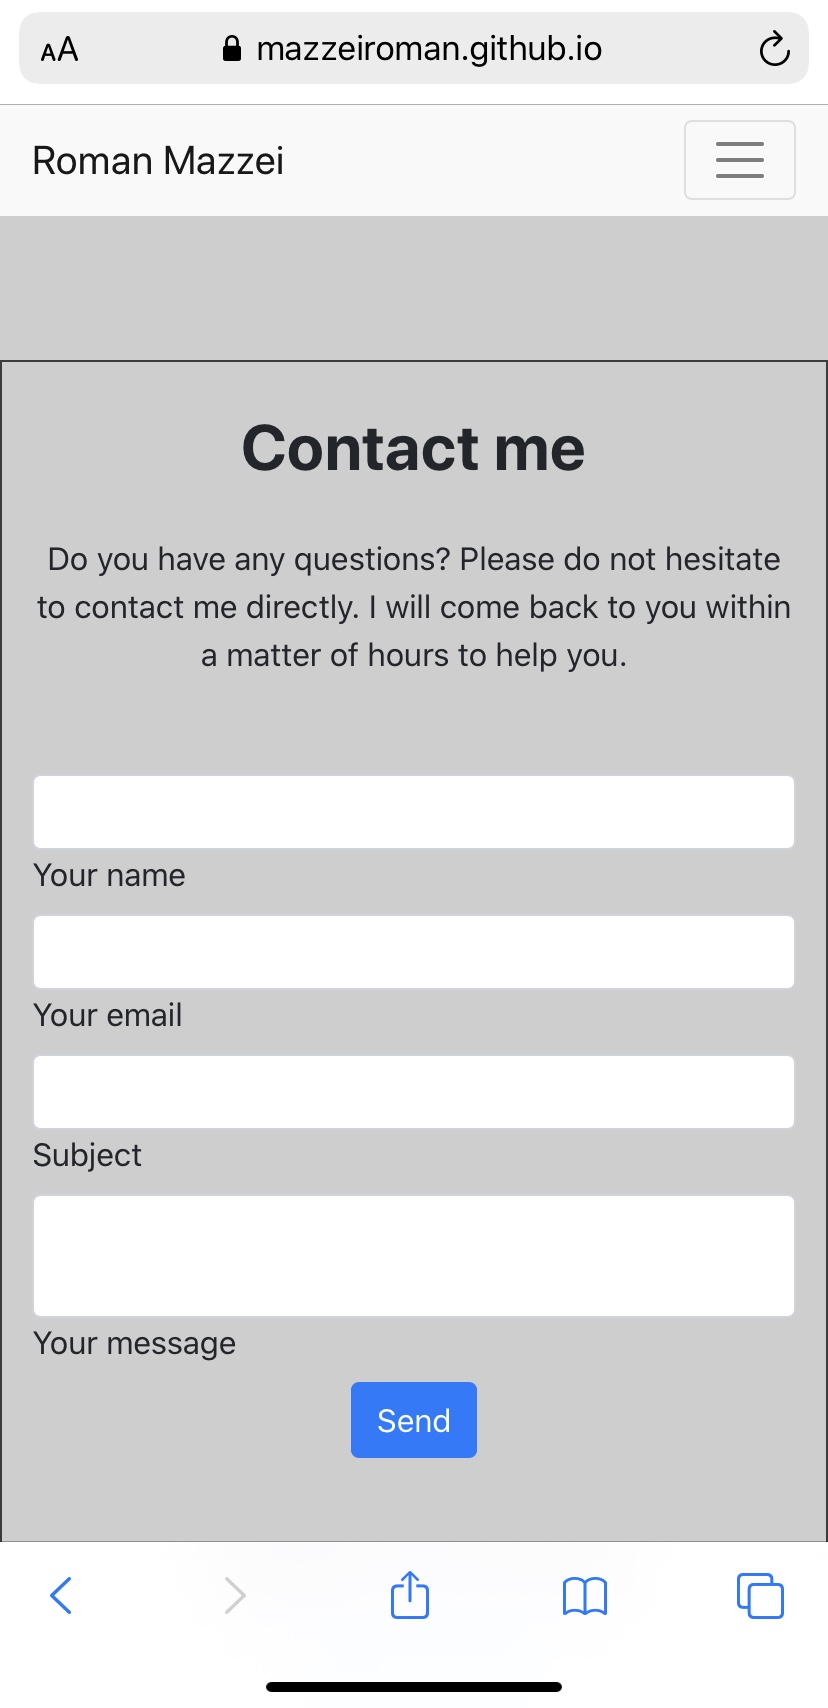 AA
mazzeiroman.github.io
Roman Mazzei
Contact me
Do you have any questions? Please do not hesitate
to contact me directly. I will come back to you within
a matter of hours to help you.
Your name
Your email
Subject
Your message
Send